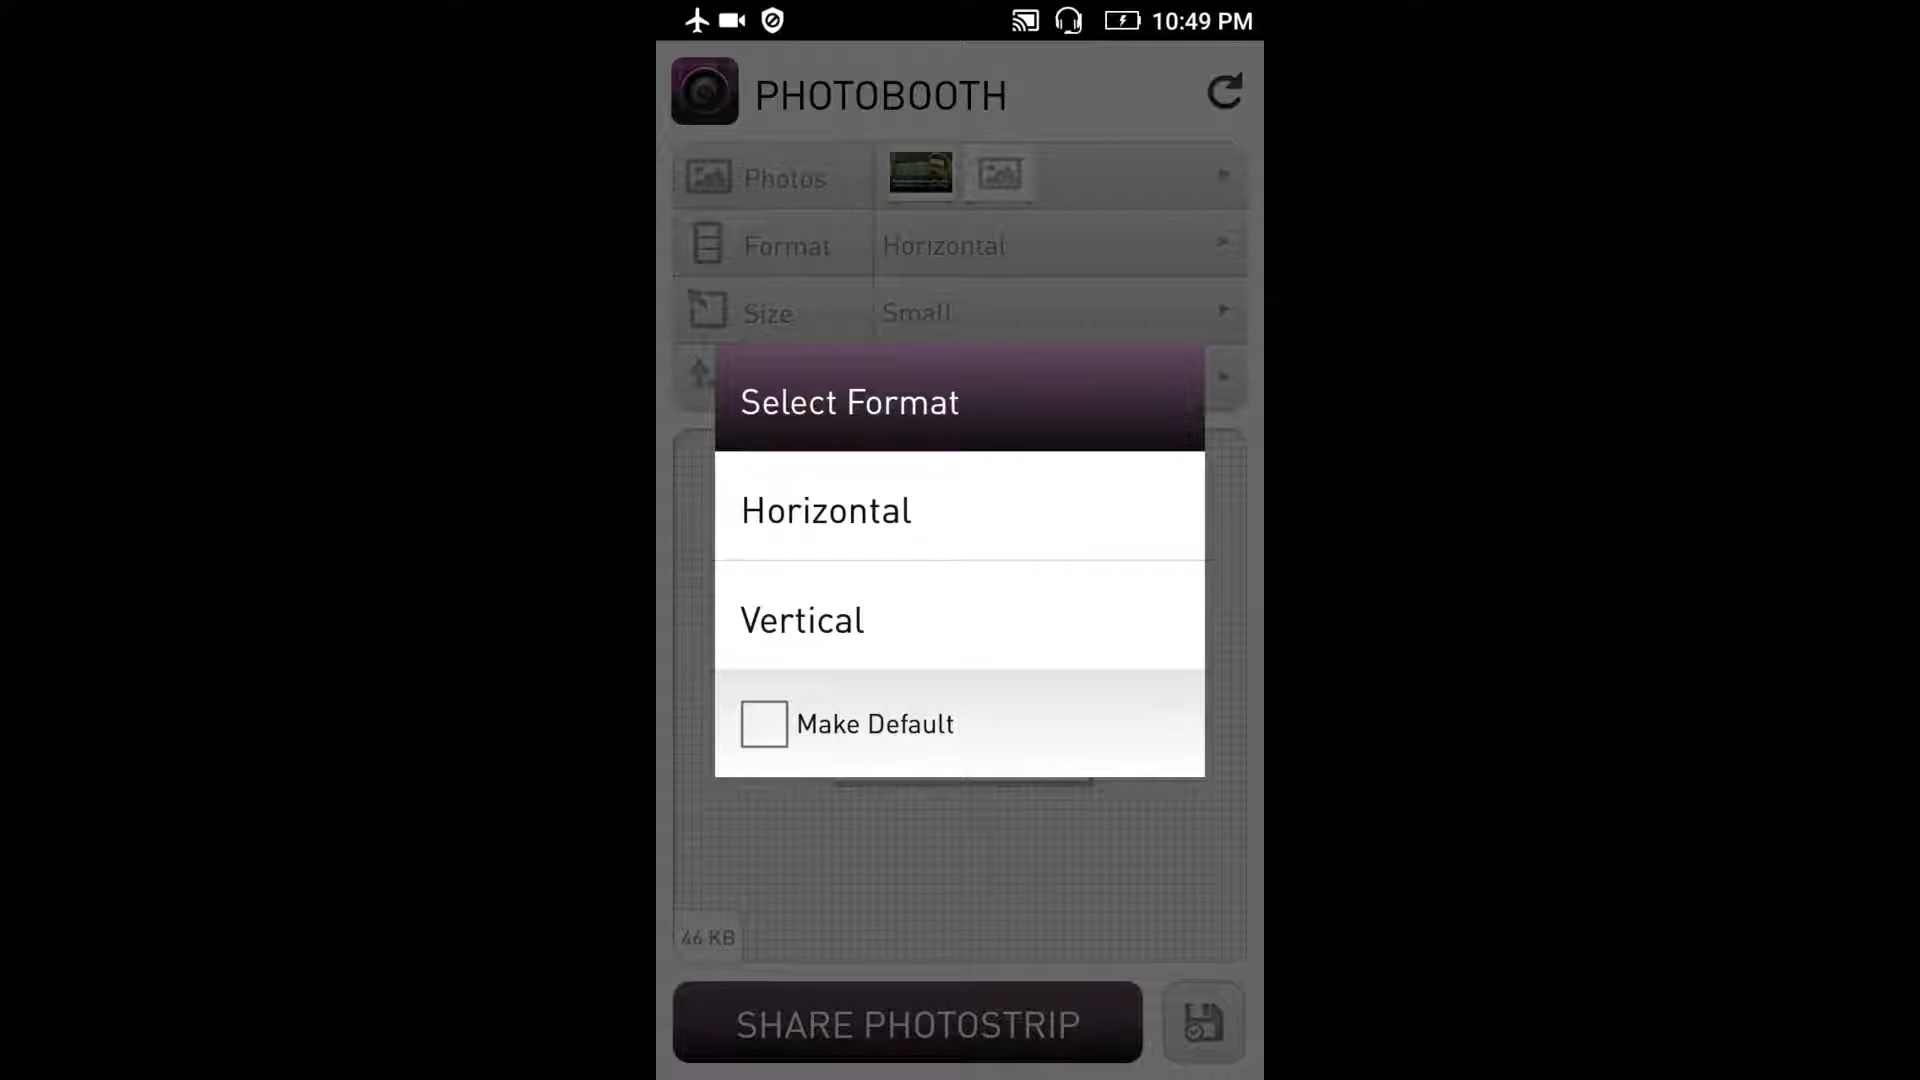 10:49 PM
PHOTOBOOTH
Photos
Format Horizontal
Size Small
Select Format
Horizontal
Vertical
Make Default
46 KB
SHARE PHOTOSTRIP